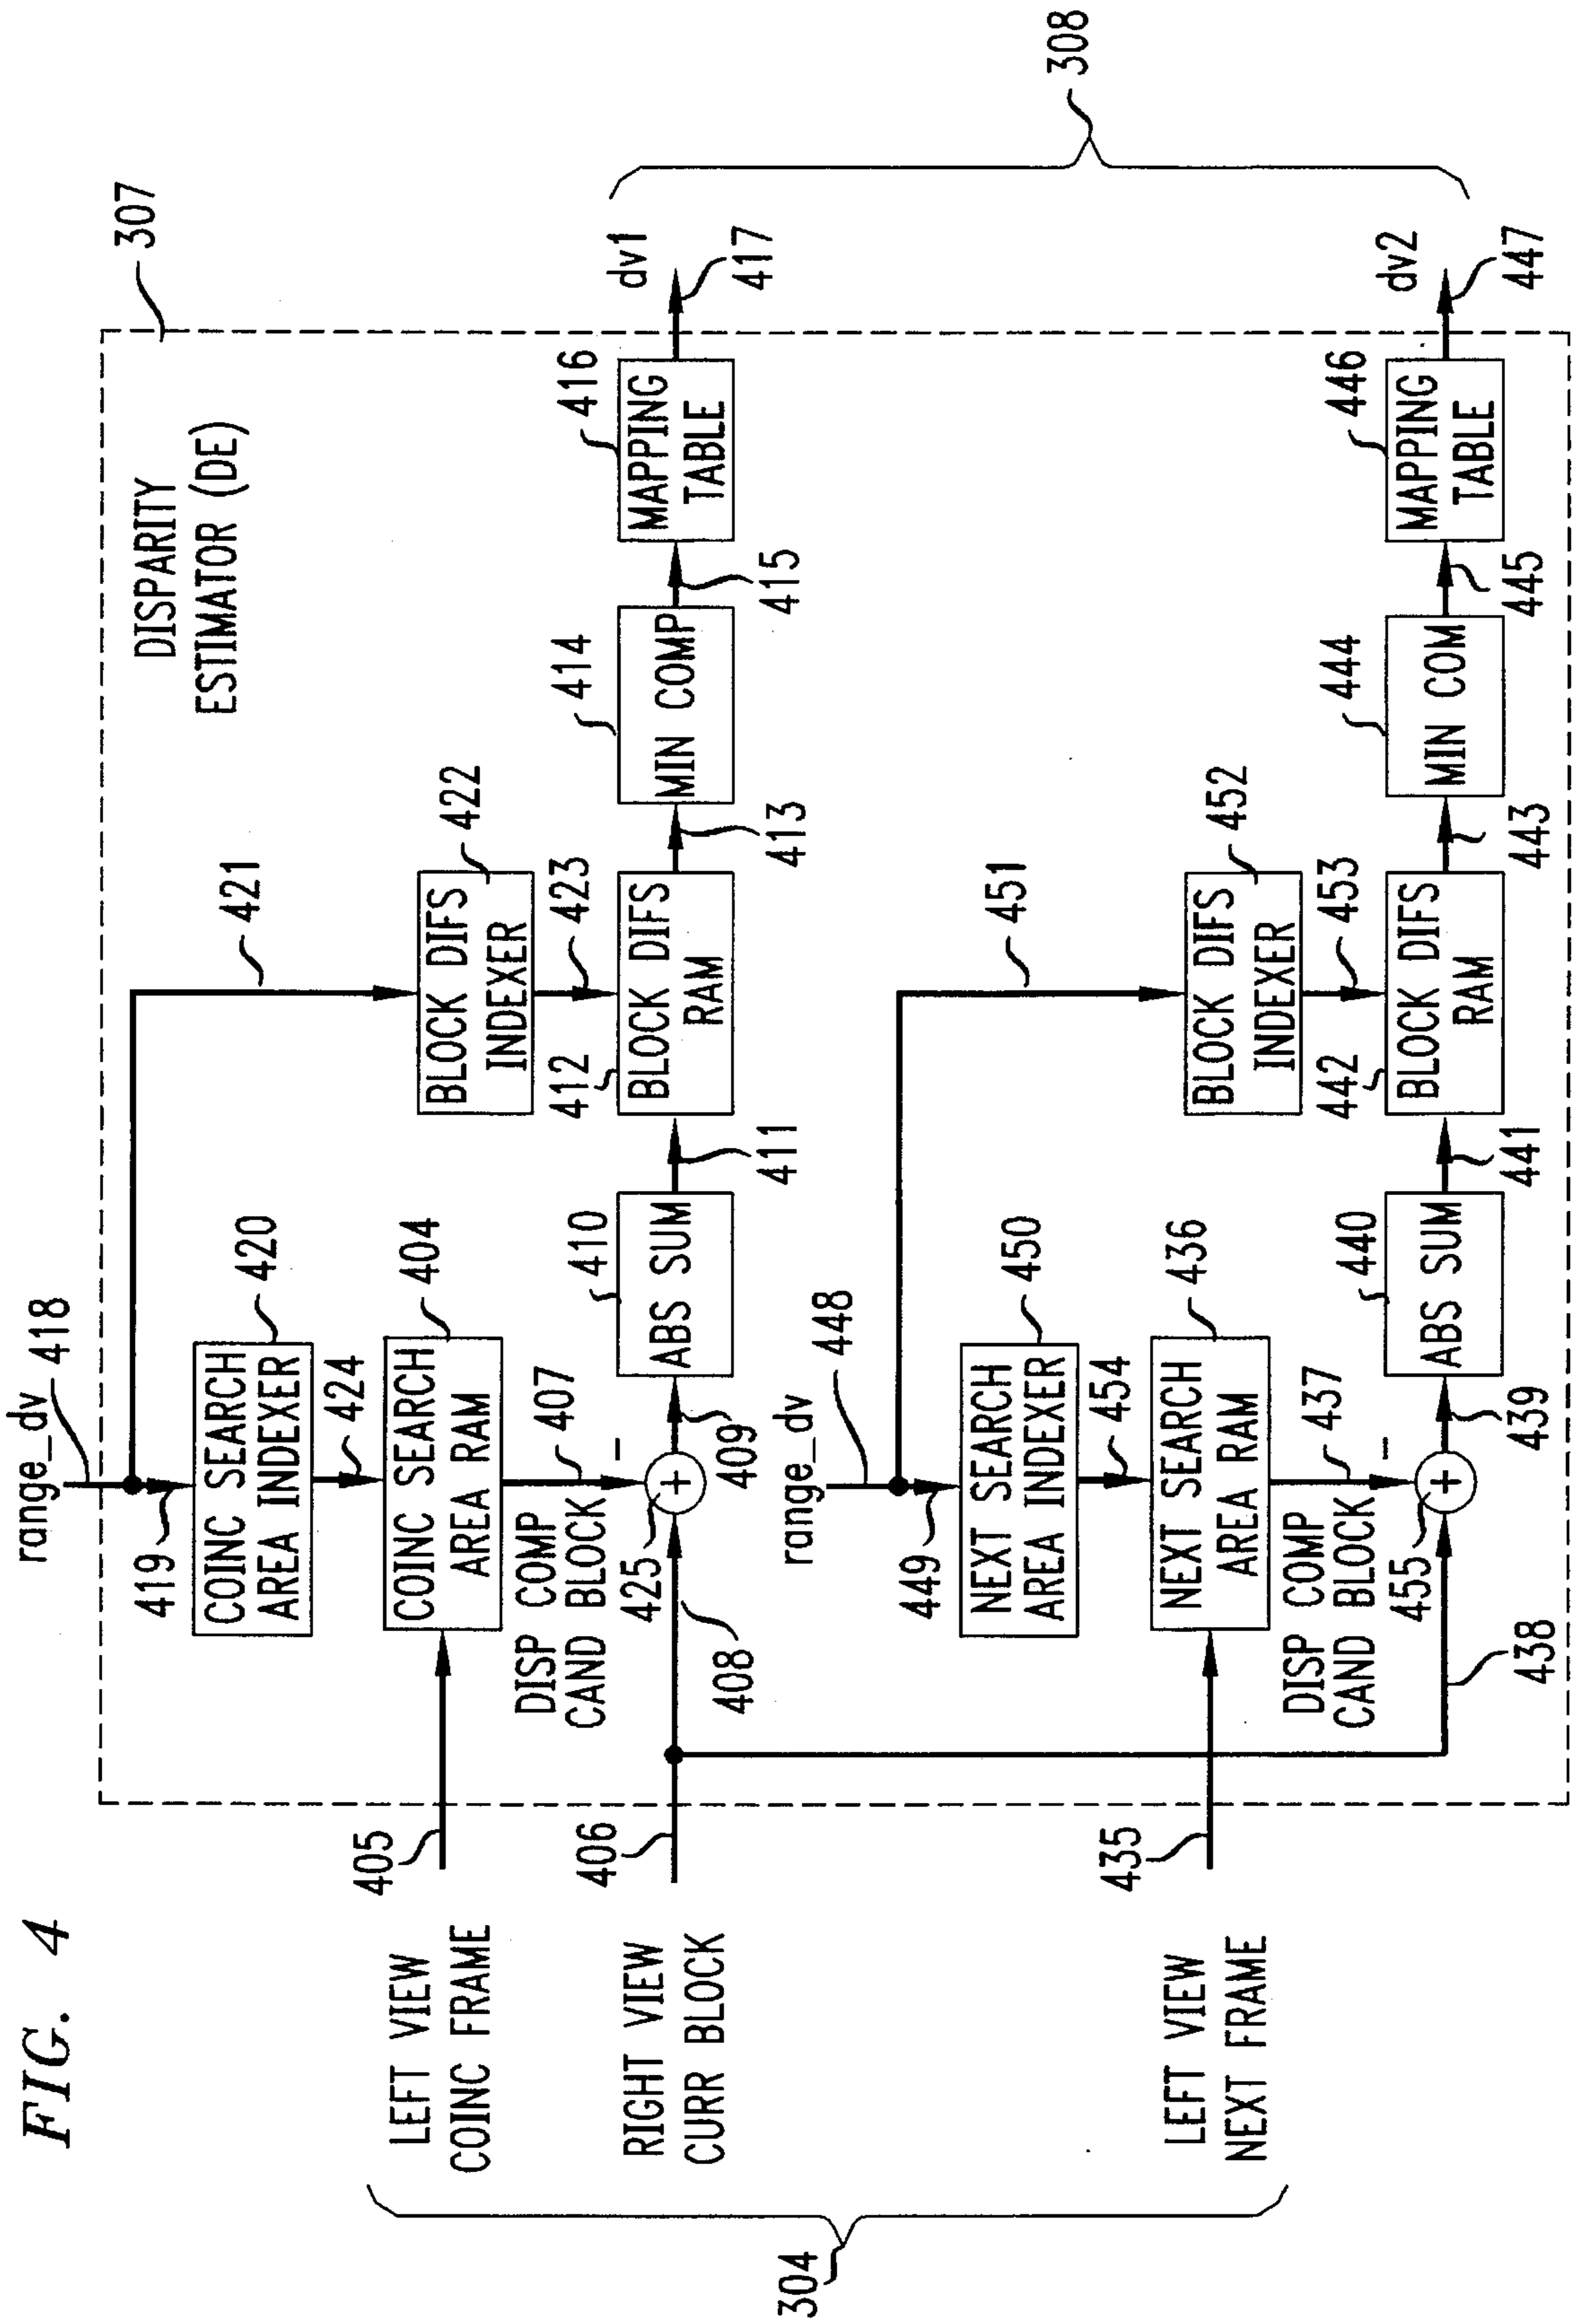 FIG. 4
DISPARITY
ESTIMATOR (DE)
307
range_dv
418
419
COINC SEARCH
AREA INDEXER
420
421
424
COINC SEARCH
AREA RAM
404
BLOCK DIFS
INDEXER
422
423
LEFT VIEW
COINC FRAME
405
DISP COMP
CAND BLOCK
407
−
RIGHT VIEW
CURR BLOCK
406
408
425
+
409
ABS SUM
410
411
BLOCK DIFS
RAM
412
413
MIN COMP
414
415
MAPPING
TABLE
416
dv1
417
range_dv
448
449
NEXT SEARCH
AREA INDEXER
450
451
454
NEXT SEARCH
AREA RAM
436
BLOCK DIFS
INDEXER
452
453
LEFT VIEW
NEXT FRAME
435
DISP COMP
CAND BLOCK
437
−
438
455
+
439
ABS SUM
440
441
BLOCK DIFS
RAM
442
443
MIN COM
444
445
MAPPING
TABLE
446
dv2
447
304
308